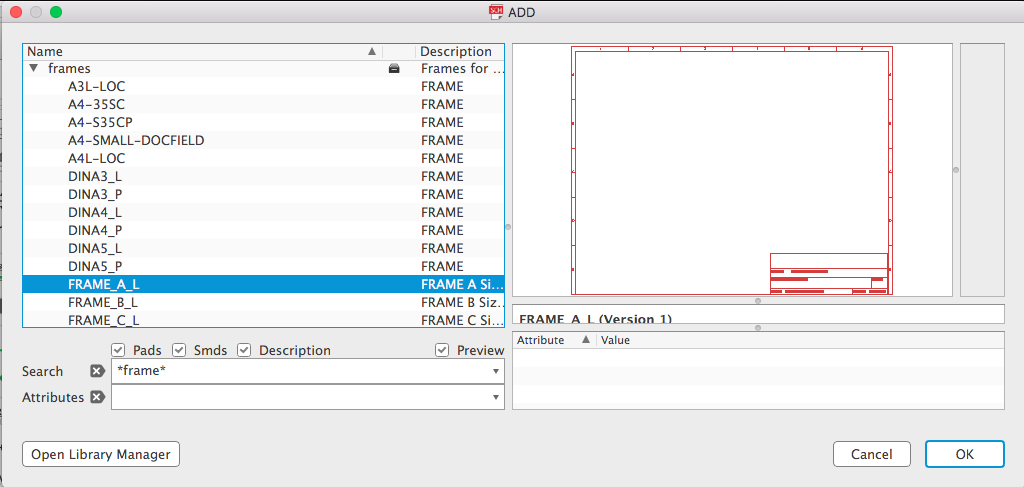 SCH ADD
Name Description
frames Frames for ...
A3L-LOC FRAME
A4-35SC FRAME
A4-S35CP FRAME
A4-SMALL-DOCFIELD FRAME
A4L-LOC FRAME
DINA3_L FRAME
DINA3_P FRAME
DINA4_L FRAME
DINA4_P FRAME
DINA5_L FRAME
DINA5_P FRAME
FRAME_A_L FRAME A Si...
FRAME_B_L FRAME B Siz...
FRAME_C_L FRAME C Si...
FRAME_A_L (Version 1)
Attribute Value
Pads Smds Description Preview
Search *frame*
Attributes
Open Library Manager Cancel OK